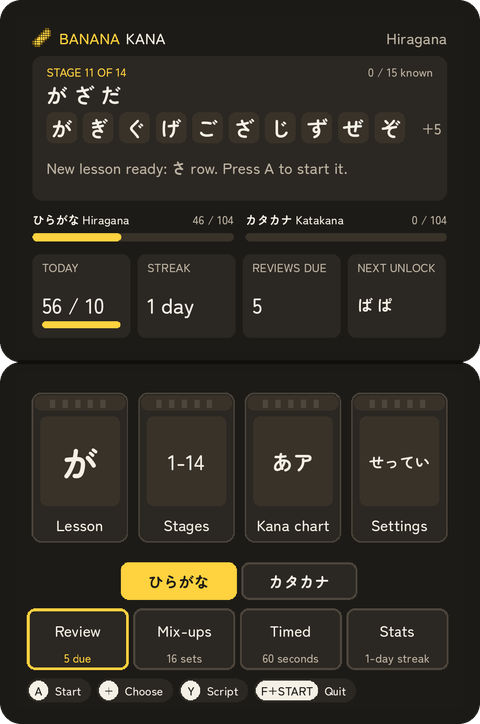 BANANA KANA
Hiragana
STAGE 11 OF 14
0 / 15 known
が ざ だ
が ぎ ぐ げ ご ざ じ ず ぜ ぞ +5
New lesson ready: さ row. Press A to start it.
ひらがな Hiragana 46 / 104
カタカナ Katakana 0 / 104
TODAY
56 / 10
STREAK
1 day
REVIEWS DUE
5
NEXT UNLOCK
ば ぱ
が
Lesson
1-14
Stages
あア
Kana chart
せってい
Settings
ひらがな
カタカナ
Review
5 due
Mix-ups
16 sets
Timed
60 seconds
Stats
1-day streak
A Start
+ Choose
Y Script
F+START Quit